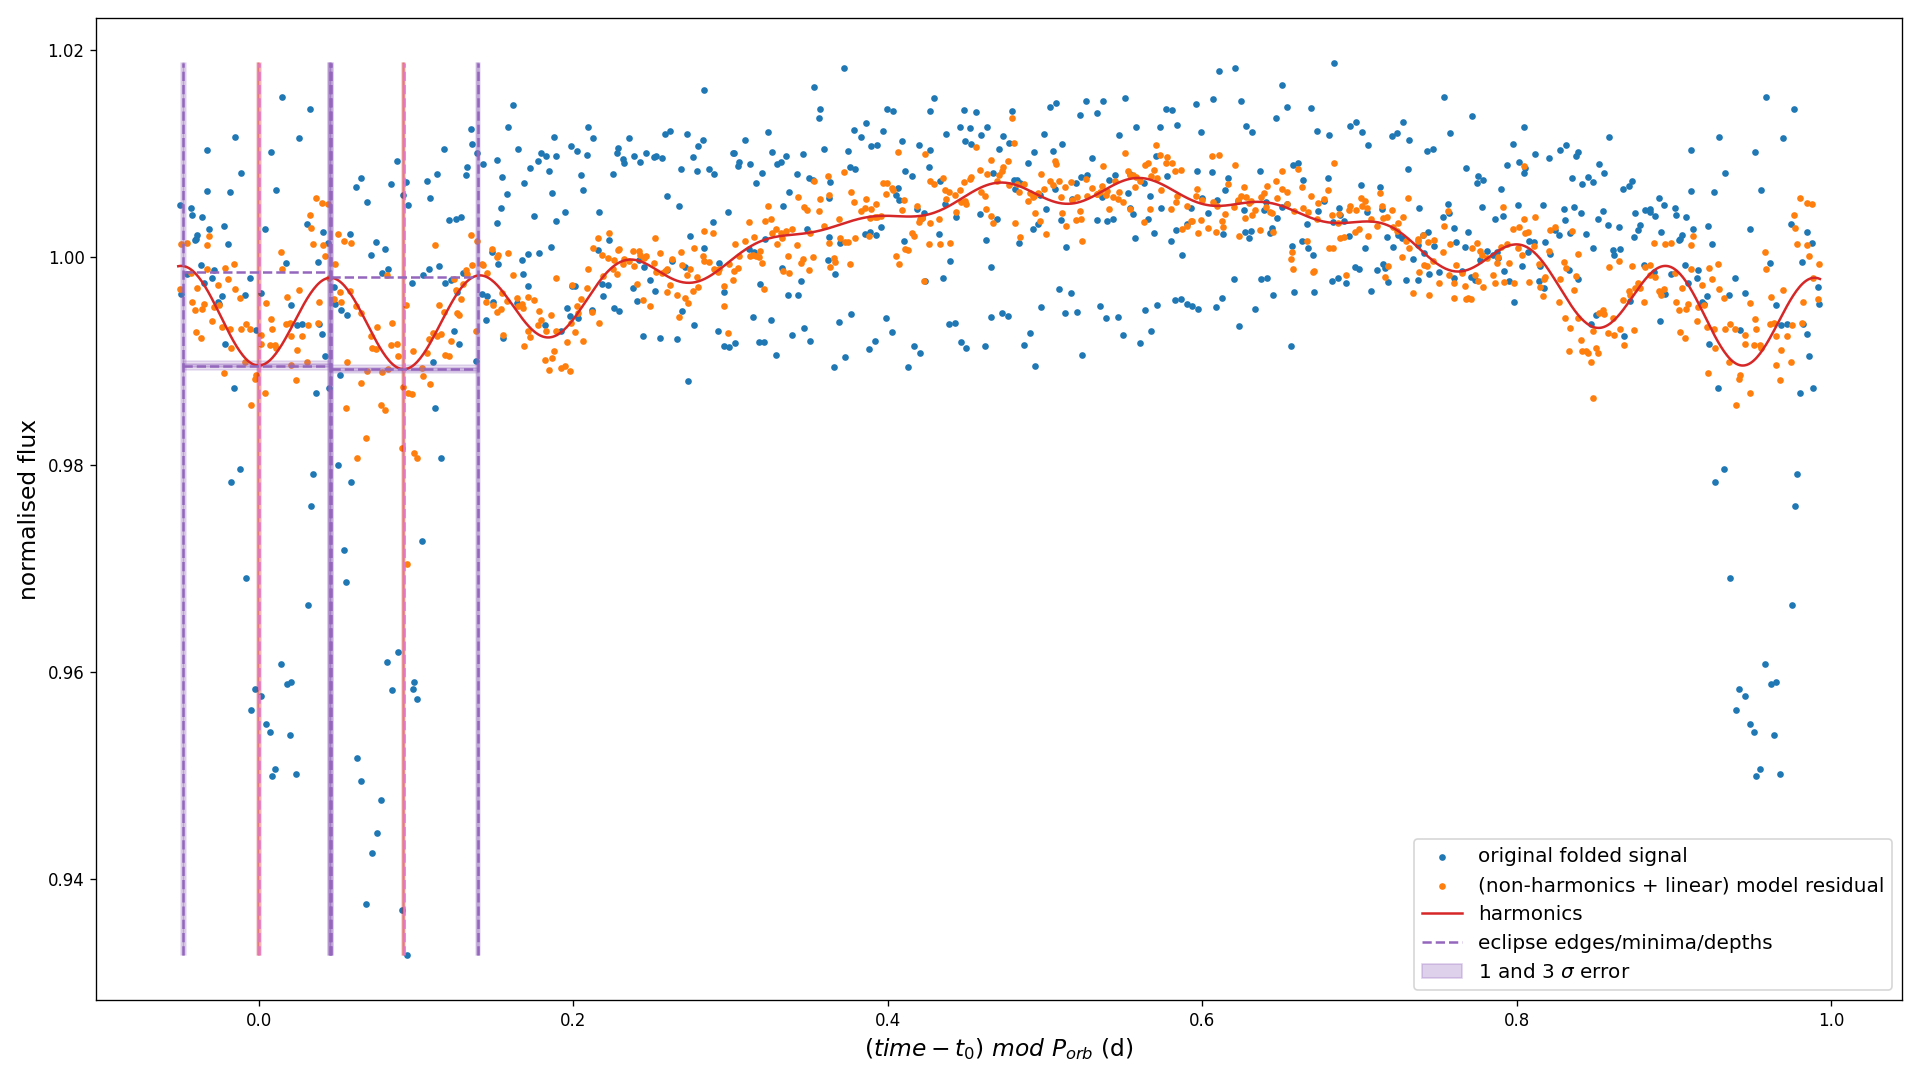 1.02
1.00
0.98
0.96
0.94
normalised flux
0.0
0.2
0.4
0.6
0.8
1.0
(time − t₀) mod P_orb (d)
original folded signal
(non-harmonics + linear) model residual
harmonics
eclipse edges/minima/depths
1 and 3 σ error